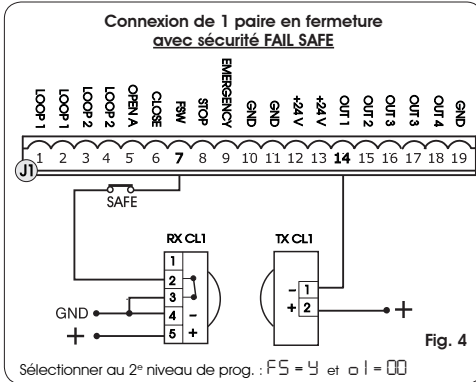 Connexion de 1 paire en fermeture
avec sécurité FAIL SAFE
LOOP 1 LOOP 1 LOOP 2 LOOP 2 OPEN A CLOSE FSW STOP EMERGENCY GND GND +24 V +24 V OUT 1 OUT 2 OUT 3 OUT 3 OUT 4 GND
1 2 3 4 5 6 7 8 9 10 11 12 13 14 15 16 17 18 19
J1
SAFE
RX CL1 TX CL1
1
2 - 1
3 + 2 +
GND 4 -
+ 5 +
Fig. 4
Sélectionner au 2e niveau de prog. : FS = Y et o1 = 00